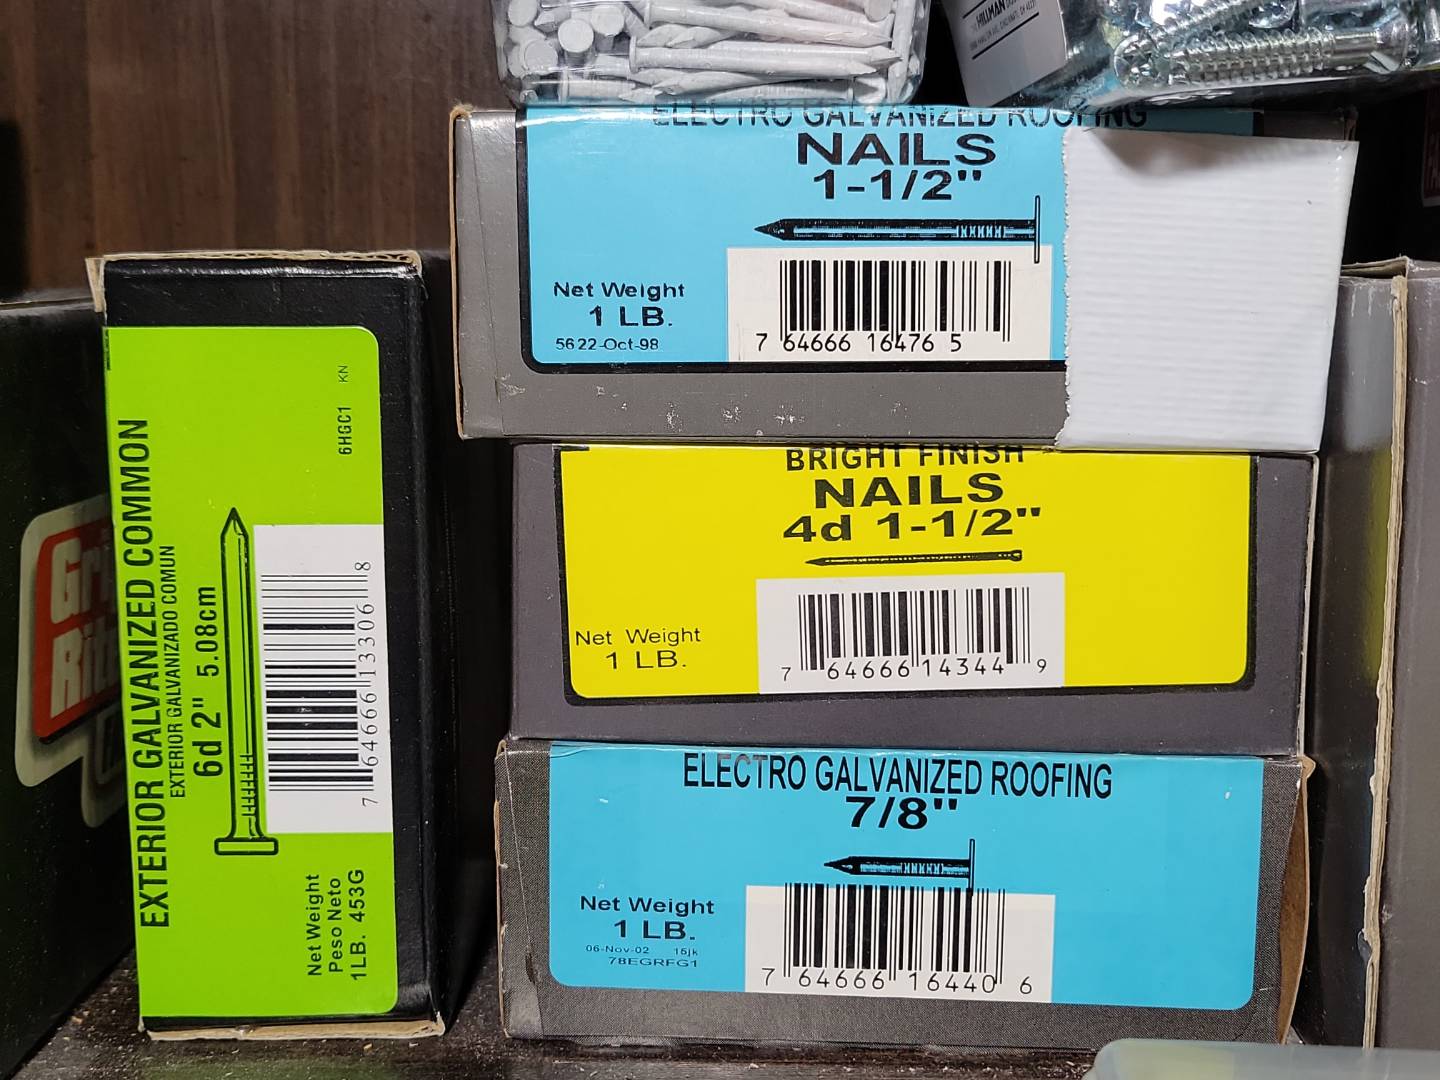 HILLMAN
ELECTRO GALVANIZED ROOFING
NAILS
1-1/2"
Net Weight
1 LB.
5622-Oct-98
7 64666 16476 5
BRIGHT FINISH
NAILS
4d 1-1/2"
Net Weight
1 LB.
7 64666 14344 9
ELECTRO GALVANIZED ROOFING
7/8"
Net Weight
1 LB.
06-Nov-02 15jk
78EGRFG1
7 64666 16440 6
EXTERIOR GALVANIZED COMMON
EXTERIOR GALVANIZADO COMUN
6d 2" 5.08cm
6HGC1 KN
7 64666 13306 8
Net Weight
Peso Neto
1LB. 453G